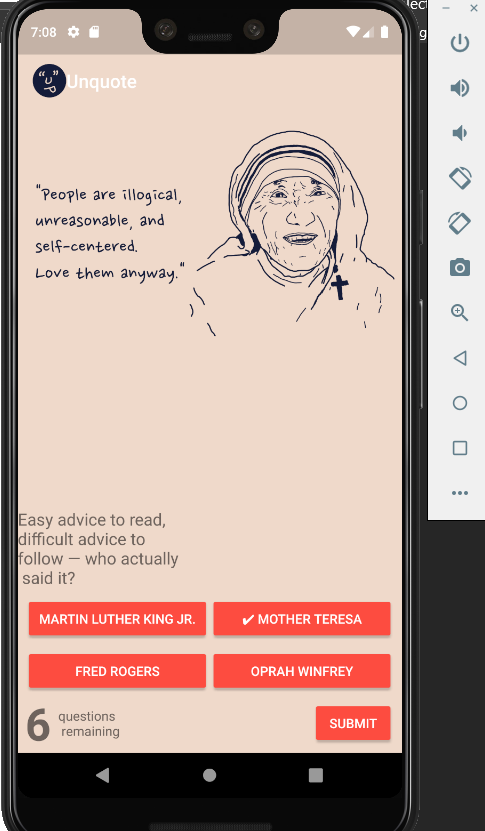 lect
7:08
g
Unquote
"People are illogical,
unreasonable, and
self-centered.
Love them anyway."
Easy advice to read,
difficult advice to
follow — who actually
said it?
MARTIN LUTHER KING JR.
✔ MOTHER TERESA
FRED ROGERS
OPRAH WINFREY
6 questions
remaining
SUBMIT